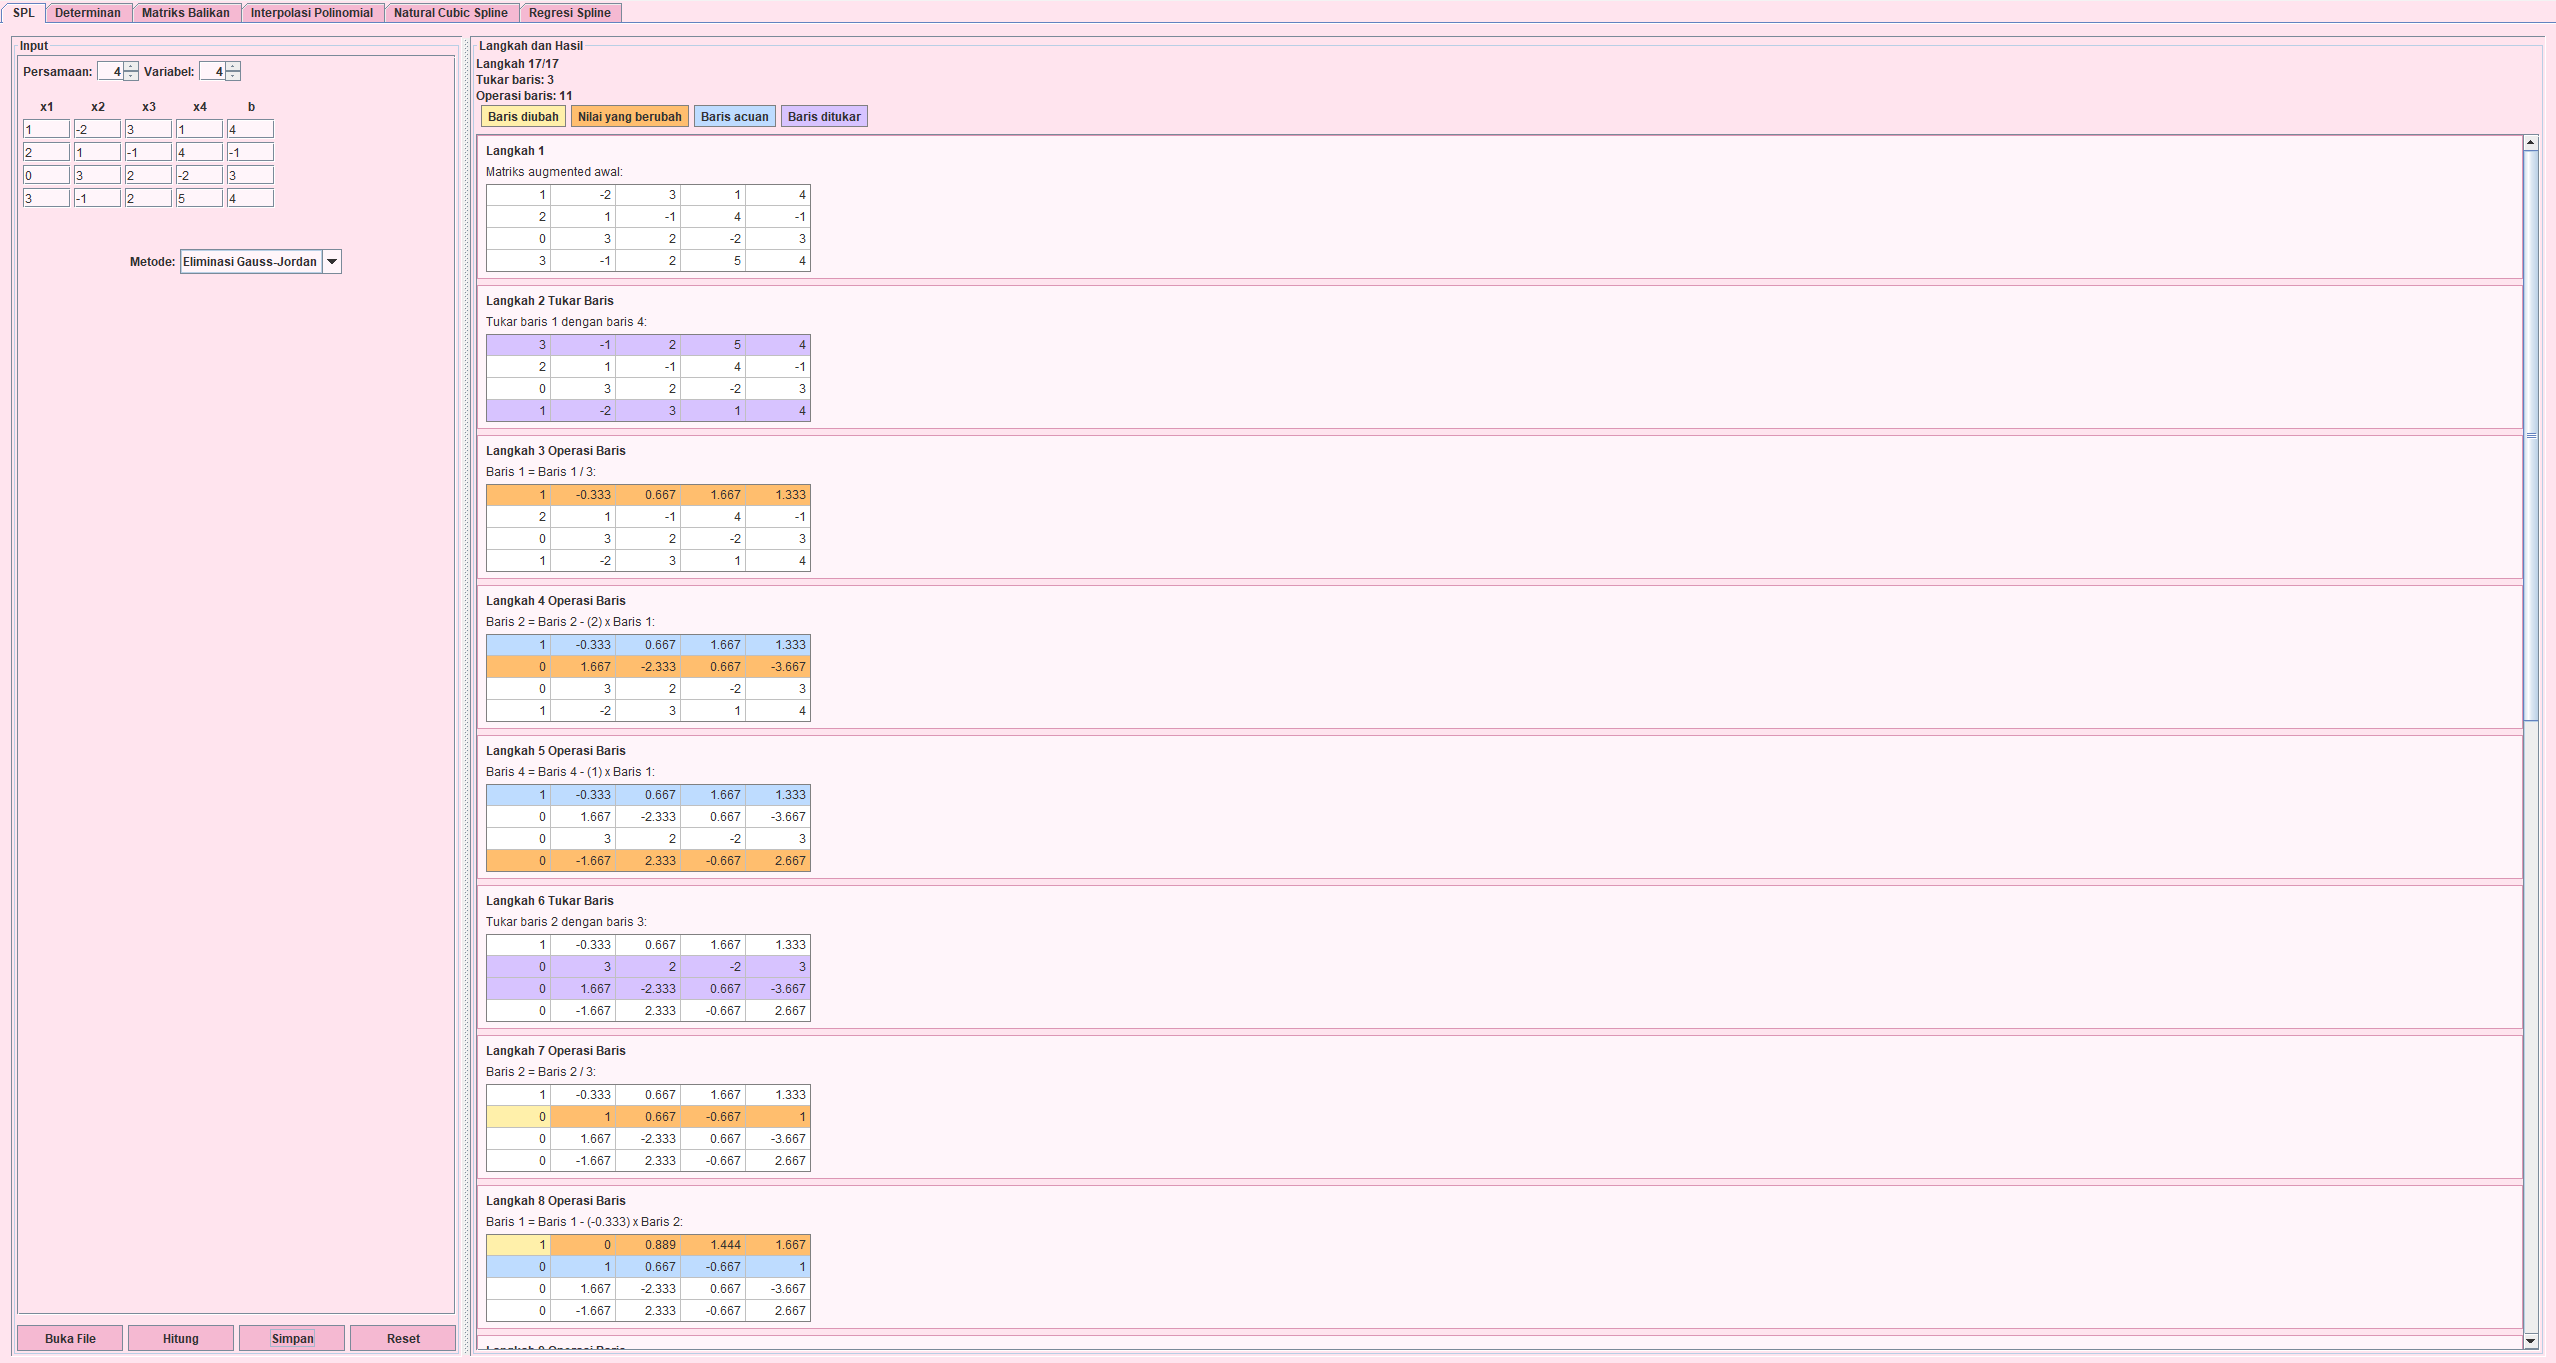 SPL Determinan Matriks Balikan Interpolasi Polinomial Natural Cubic Spline Regresi Spline
Input
Persamaan: 4 Variabel: 4
x1 x2 x3 x4 b
1 -2 3 1 4
2 1 -1 4 -1
0 3 2 -2 3
3 -1 2 5 4
Metode: Eliminasi Gauss-Jordan
Buka File Hitung Simpan Reset
Langkah dan Hasil
Langkah 17/17
Tukar baris: 3
Operasi baris: 11
Baris diubah Nilai yang berubah Baris acuan Baris ditukar
Langkah 1
Matriks augmented awal:
1 -2 3 1 4
2 1 -1 4 -1
0 3 2 -2 3
3 -1 2 5 4
Langkah 2 Tukar Baris
Tukar baris 1 dengan baris 4:
3 -1 2 5 4
2 1 -1 4 -1
0 3 2 -2 3
1 -2 3 1 4
Langkah 3 Operasi Baris
Baris 1 = Baris 1 / 3:
1 -0.333 0.667 1.667 1.333
2 1 -1 4 -1
0 3 2 -2 3
1 -2 3 1 4
Langkah 4 Operasi Baris
Baris 2 = Baris 2 - (2) x Baris 1:
1 -0.333 0.667 1.667 1.333
0 1.667 -2.333 0.667 -3.667
0 3 2 -2 3
1 -2 3 1 4
Langkah 5 Operasi Baris
Baris 4 = Baris 4 - (1) x Baris 1:
1 -0.333 0.667 1.667 1.333
0 1.667 -2.333 0.667 -3.667
0 3 2 -2 3
0 -1.667 2.333 -0.667 2.667
Langkah 6 Tukar Baris
Tukar baris 2 dengan baris 3:
1 -0.333 0.667 1.667 1.333
0 3 2 -2 3
0 1.667 -2.333 0.667 -3.667
0 -1.667 2.333 -0.667 2.667
Langkah 7 Operasi Baris
Baris 2 = Baris 2 / 3:
1 -0.333 0.667 1.667 1.333
0 1 0.667 -0.667 1
0 1.667 -2.333 0.667 -3.667
0 -1.667 2.333 -0.667 2.667
Langkah 8 Operasi Baris
Baris 1 = Baris 1 - (-0.333) x Baris 2:
1 0 0.889 1.444 1.667
0 1 0.667 -0.667 1
0 1.667 -2.333 0.667 -3.667
0 -1.667 2.333 -0.667 2.667